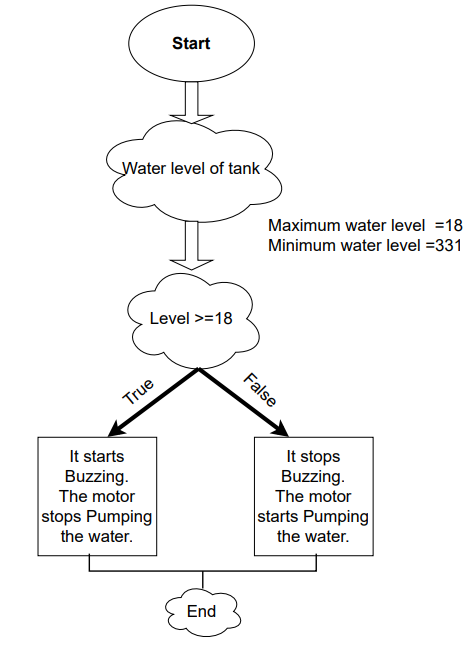 Start
Water level of tank
Maximum water level =18
Minimum water level =331
Level >=18
True
False
It starts
Buzzing.
The motor
stops Pumping
the water.
It stops
Buzzing.
The motor
starts Pumping
the water.
End